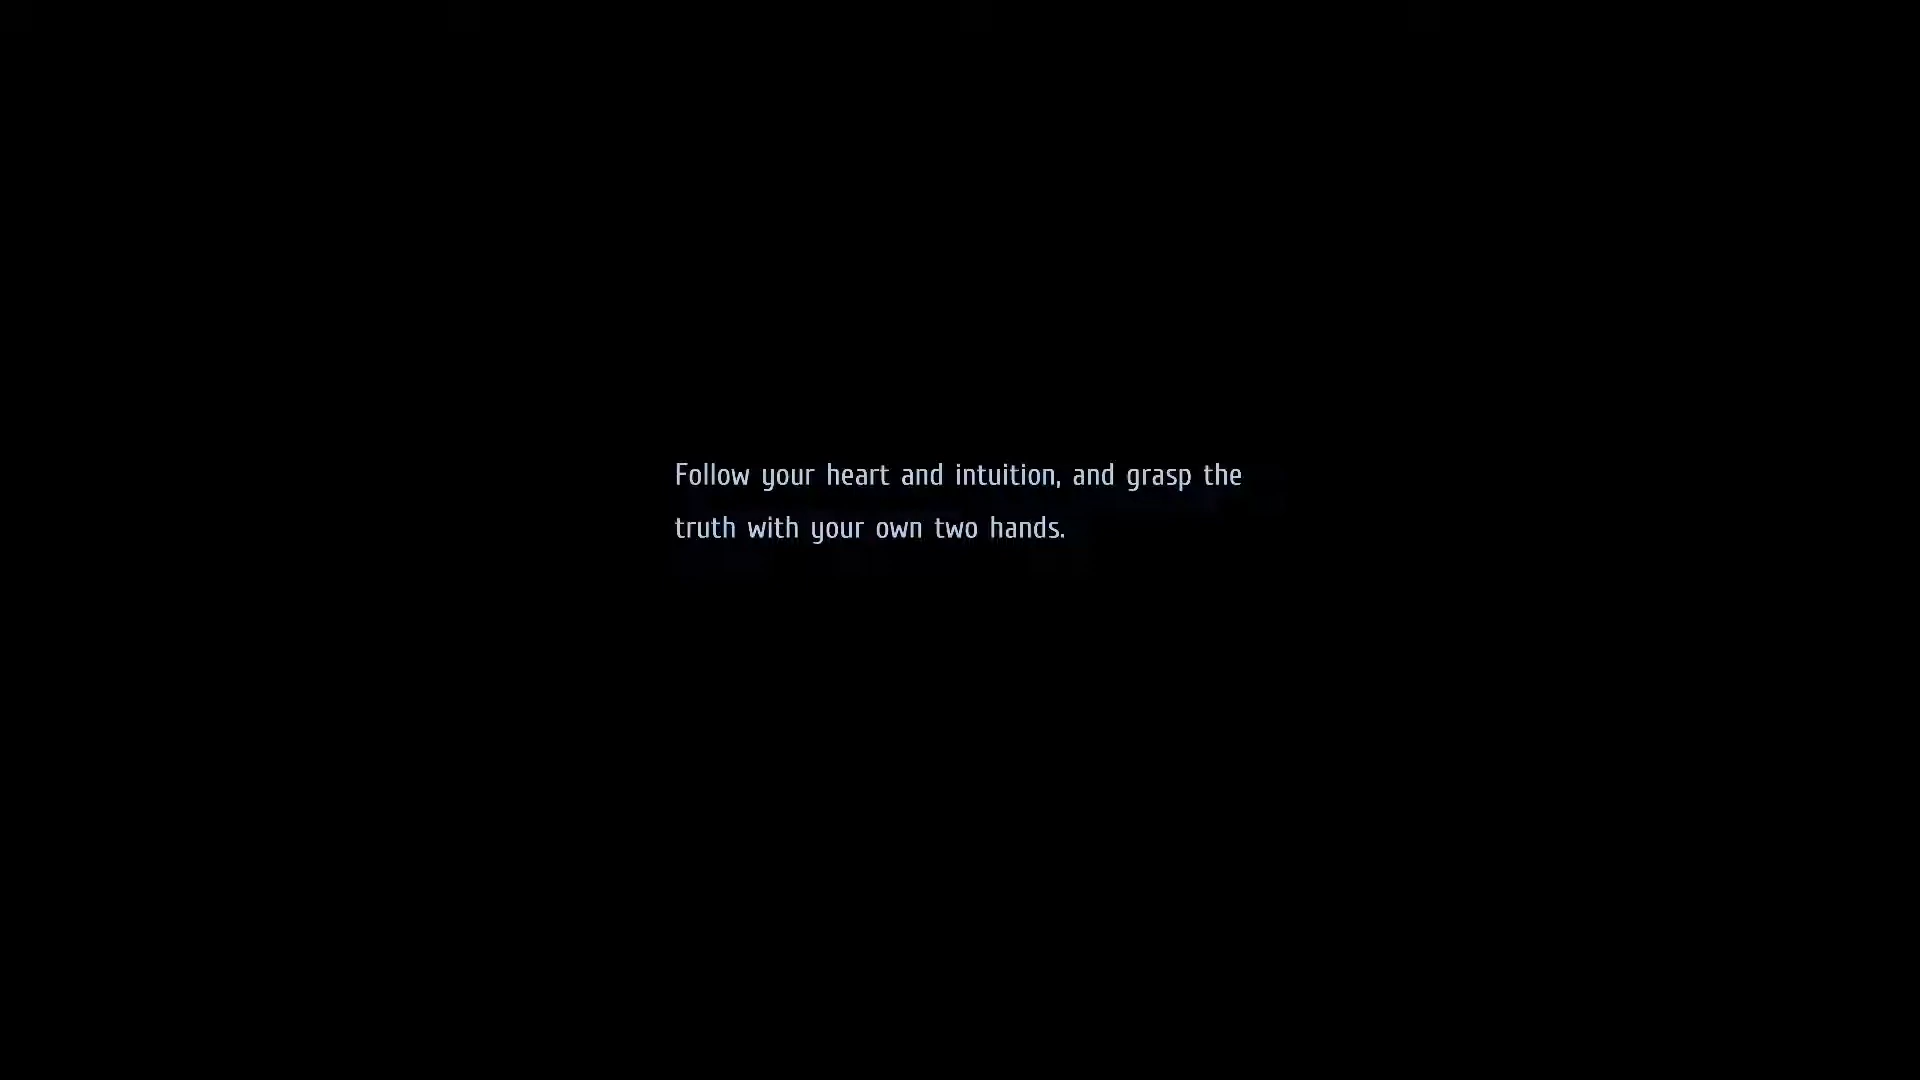 Follow your heart and intuition, and grasp the
truth with your own two hands.